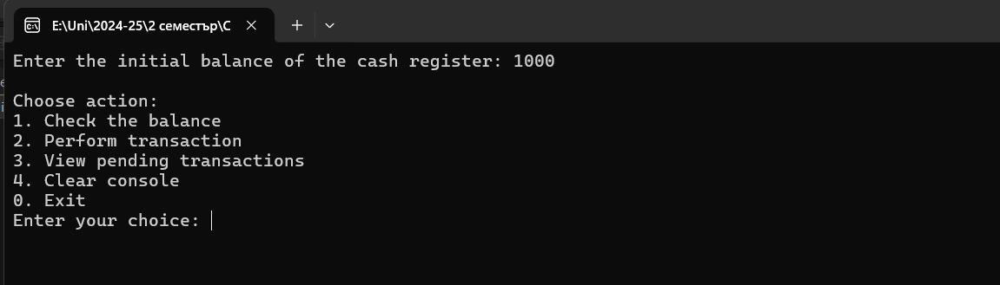 E:\Uni\2024-25\2 семестър\C
Enter the initial balance of the cash register: 1000
Choose action:
1. Check the balance
2. Perform transaction
3. View pending transactions
4. Clear console
0. Exit
Enter your choice: